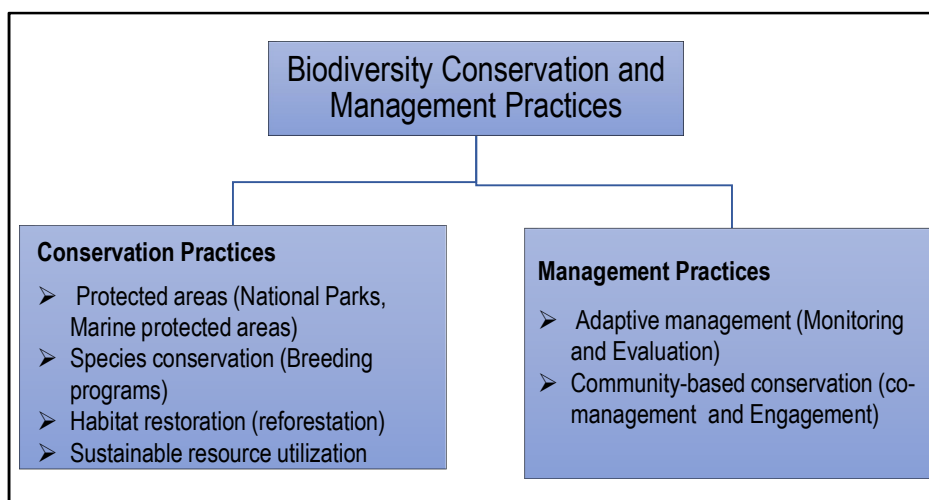 Biodiversity Conservation and
Management Practices
Conservation Practices
➢ Protected areas (National Parks,
Marine protected areas)
➢ Species conservation (Breeding
programs)
➢ Habitat restoration (reforestation)
➢ Sustainable resource utilization
Management Practices
➢ Adaptive management (Monitoring
and Evaluation)
➢ Community-based conservation (co-
management and Engagement)